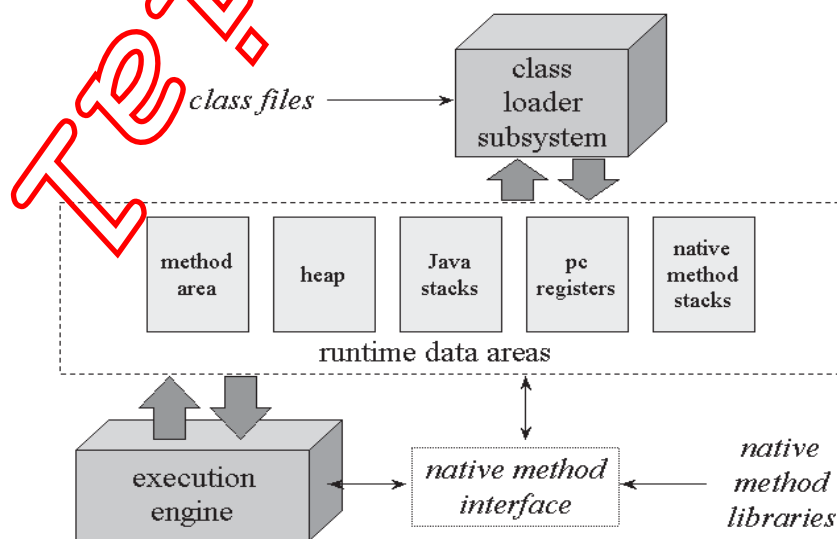 class
loader
subsystem
class files
method
area
heap
Java
stacks
pc
registers
native
method
stacks
runtime data areas
execution
engine
native method
interface
native
method
libraries